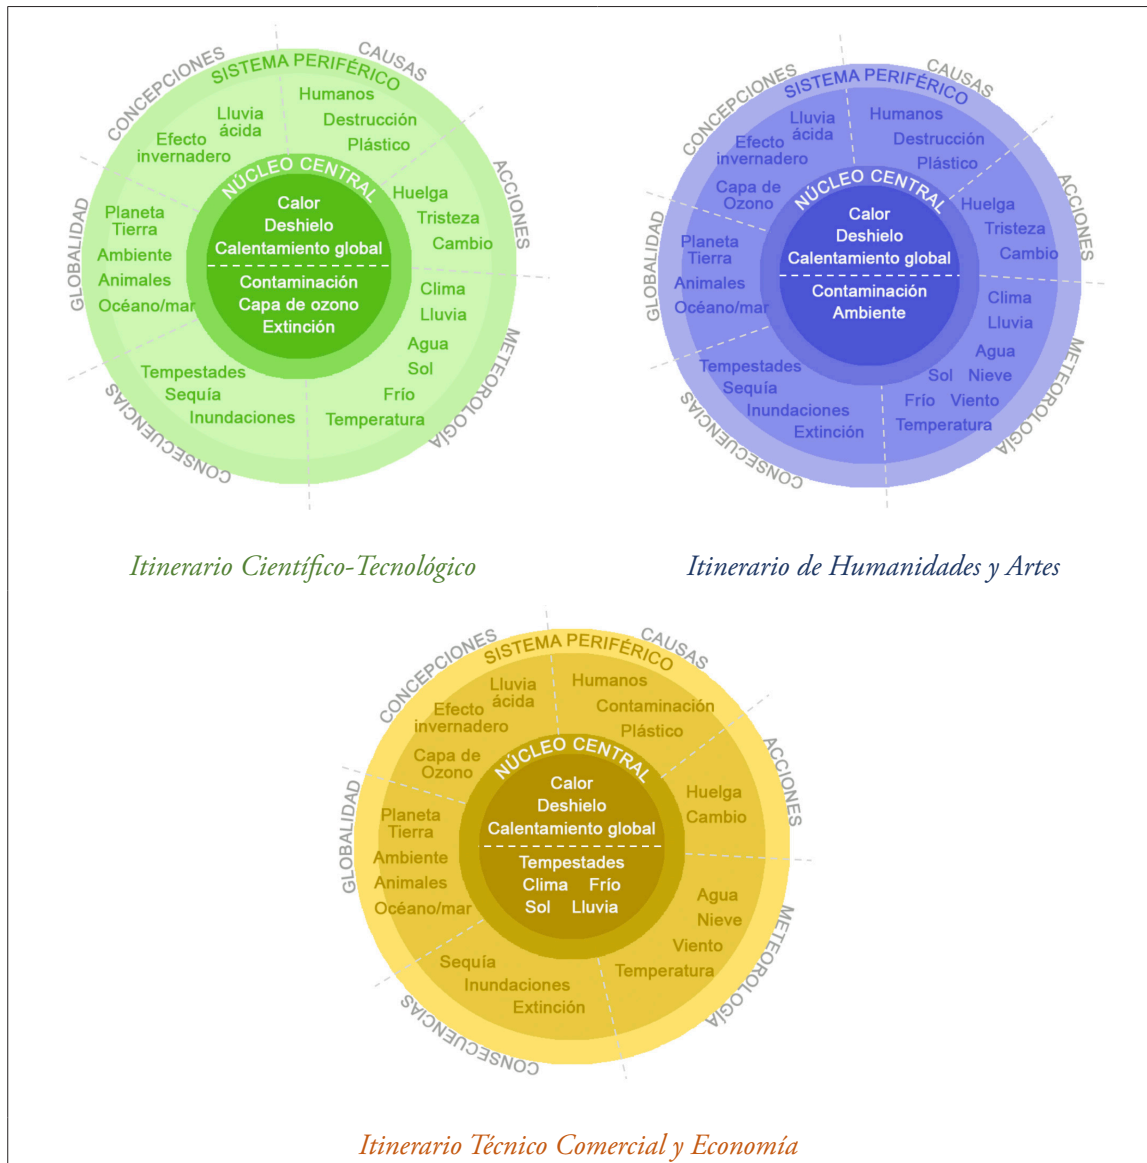 CONCEPCIONES
SISTEMA PERIFÉRICO
CAUSAS
ACCIONES
METEOROLOGÍA
CONSECUENCIAS
GLOBALIDAD
Lluvia
ácida
Efecto
invernadero
Humanos
Destrucción
Plástico
Huelga
Tristeza
Cambio
Clima
Lluvia
Agua
Sol
Frío
Temperatura
Tempestades
Sequía
Inundaciones
Planeta
Tierra
Ambiente
Animales
Océano/mar
NÚCLEO CENTRAL
Calor
Deshielo
Calentamiento global
Contaminación
Capa de ozono
Extinción
Itinerario Científico-Tecnológico
CONCEPCIONES
SISTEMA PERIFÉRICO
CAUSAS
ACCIONES
METEOROLOGÍA
CONSECUENCIAS
GLOBALIDAD
Lluvia
ácida
Efecto
invernadero
Capa de
Ozono
Humanos
Destrucción
Plástico
Huelga
Tristeza
Cambio
Clima
Lluvia
Agua
Sol Nieve
Frío Viento
Temperatura
Tempestades
Sequía
Inundaciones
Extinción
Planeta
Tierra
Animales
Océano/mar
NÚCLEO CENTRAL
Calor
Deshielo
Calentamiento global
Contaminación
Ambiente
Itinerario de Humanidades y Artes
CONCEPCIONES
SISTEMA PERIFÉRICO
CAUSAS
ACCIONES
METEOROLOGÍA
CONSECUENCIAS
GLOBALIDAD
Lluvia
ácida
Efecto
invernadero
Capa de
Ozono
Humanos
Contaminación
Plástico
Huelga
Cambio
Agua
Nieve
Viento
Temperatura
Sequía
Inundaciones
Extinción
Planeta
Tierra
Ambiente
Animales
Océano/mar
NÚCLEO CENTRAL
Calor
Deshielo
Calentamiento global
Tempestades
Clima Frío
Sol Lluvia
Itinerario Técnico Comercial y Economía